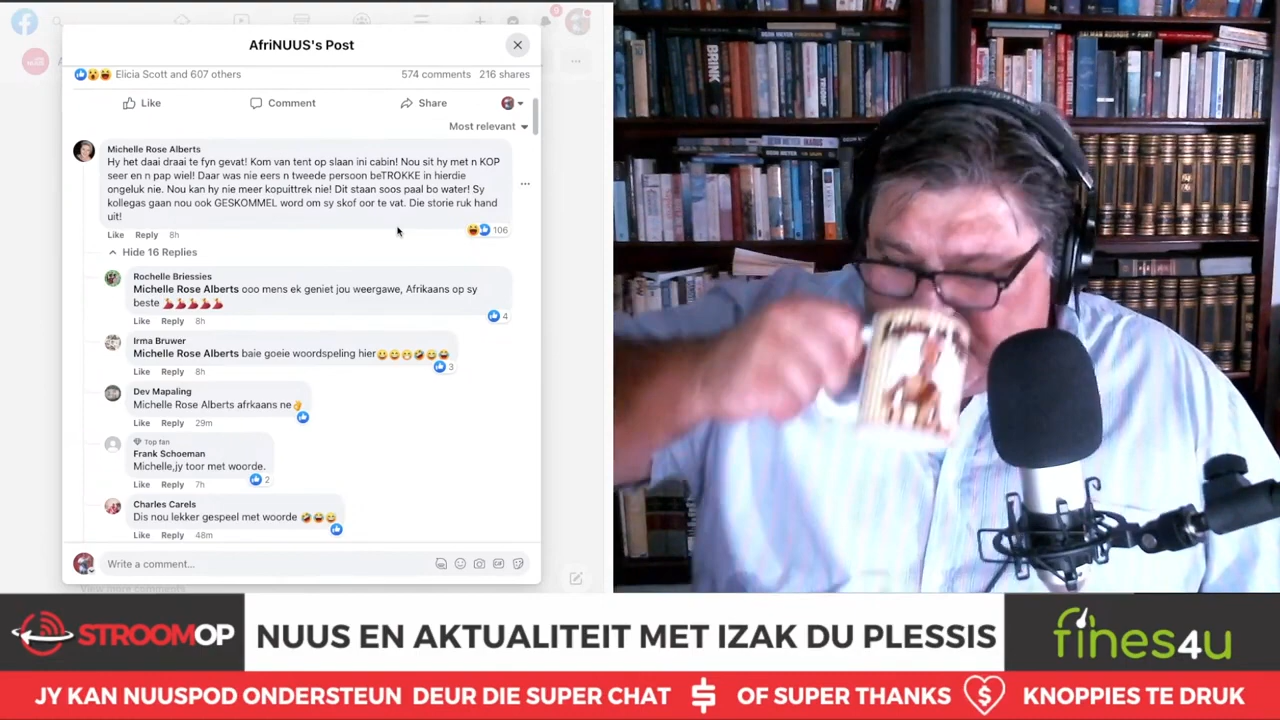 AfriNUUS's Post
Elicia Scott and 607 others
574 comments 216 shares
Like
Comment
Share
Most relevant
Michelle Rose Alberts
Hy het daai draai te fyn gevat! Kom van tent op slaan ini cabin! Nou sit hy met n KOP
seer en n pap wiel! Daar was nie eers n tweede persoon beTROKKE in hierdie
ongeluk nie. Nou kan hy nie meer kopuittrek nie! Dit staan soos paal bo water! Sy
kollegas gaan nou ook GESKOMMEL word om sy skof oor te vat. Die storie ruk hand
uit!
106
Like Reply 8h
Hide 16 Replies
Rochelle Briessies
Michelle Rose Alberts ooo mens ek geniet jou weergawe, Afrikaans op sy
beste 💃💃💃💃💃
4
Like Reply 8h
Irma Bruwer
Michelle Rose Alberts baie goeie woordspeling hier
3
Like Reply 8h
Dev Mapaling
Michelle Rose Alberts afrkaans ne
Like Reply 29m
Top fan
Frank Schoeman
Michelle,jy toor met woorde.
2
Like Reply 7h
Charles Carels
Dis nou lekker gespeel met woorde
Like Reply 48m
Write a comment...
View more comments
BRINK
STROOMOP
NUUS EN AKTUALITEIT MET IZAK DU PLESSIS
fines4u
JY KAN NUUSPOD ONDERSTEUN DEUR DIE SUPER CHAT $ OF SUPER THANKS $ KNOPPIES TE DRUK